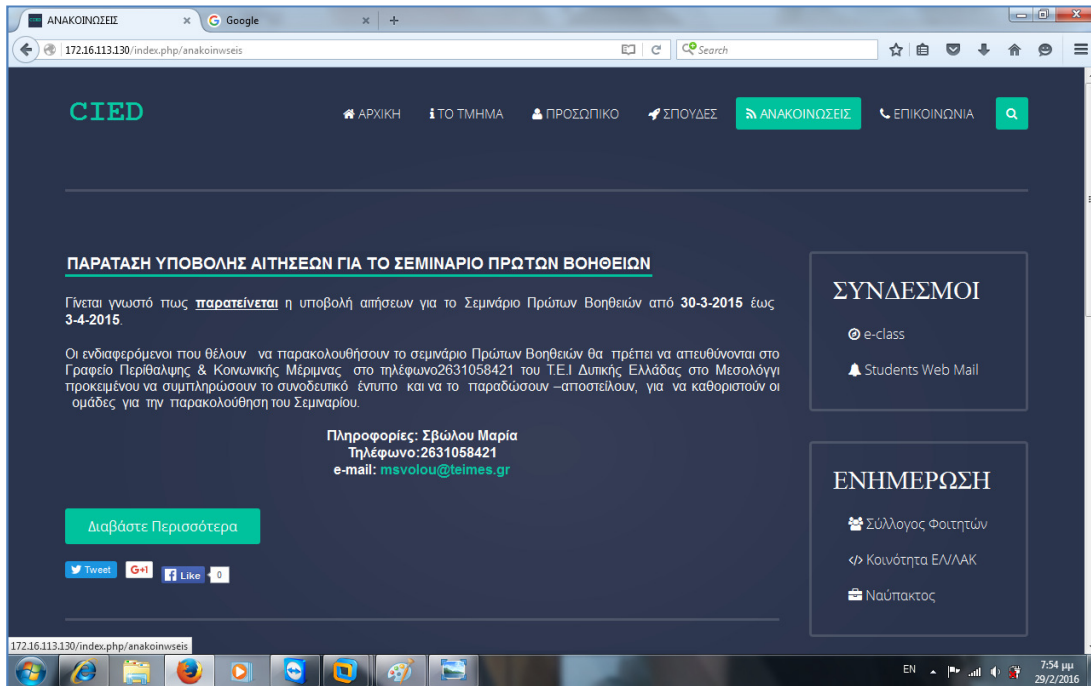 ΑΝΑΚΟΙΝΩΣΕΙΣ
Google
172.16.113.130/index.php/anakoinwseis
Search
CIED
ΑΡΧΙΚΗ
ΤΟ ΤΜΗΜΑ
ΠΡΟΣΩΠΙΚΟ
ΣΠΟΥΔΕΣ
ΑΝΑΚΟΙΝΩΣΕΙΣ
ΕΠΙΚΟΙΝΩΝΙΑ
ΠΑΡΑΤΑΣΗ ΥΠΟΒΟΛΗΣ ΑΙΤΗΣΕΩΝ ΓΙΑ ΤΟ ΣΕΜΙΝΑΡΙΟ ΠΡΩΤΩΝ ΒΟΗΘΕΙΩΝ
Γίνεται γνωστό πως παρατείνεται η υποβολή αιτήσεων για το Σεμινάριο Πρώτων Βοηθειών από 30-3-2015 έως
3-4-2015.
Οι ενδιαφερόμενοι που θέλουν να παρακολουθήσουν το σεμινάριο Πρώτων Βοηθειών θα πρέπει να απευθύνονται στο
Γραφείο Περίθαλψης & Κοινωνικής Μέριμνας στο τηλέφωνο2631058421 του Τ.Ε.Ι Δυτικής Ελλάδας στο Μεσολόγγι
προκειμένου να συμπληρώσουν το συνοδευτικό έντυπο και να το παραδώσουν –αποστείλουν, για να καθοριστούν οι
ομάδες για την παρακολούθηση του Σεμιναρίου.
Πληροφορίες: Σβώλου Μαρία
Τηλέφωνο:2631058421
e-mail: msvolou@teimes.gr
Διαβάστε Περισσότερα
Tweet
G+1
Like
0
ΣΥΝΔΕΣΜΟΙ
e-class
Students Web Mail
ΕΝΗΜΕΡΩΣΗ
Σύλλογος Φοιτητών
Κοινότητα ΕΛ/ΛΑΚ
Ναύπακτος
172.16.113.130/index.php/anakoinwseis
EN
7:54 μμ
29/2/2016